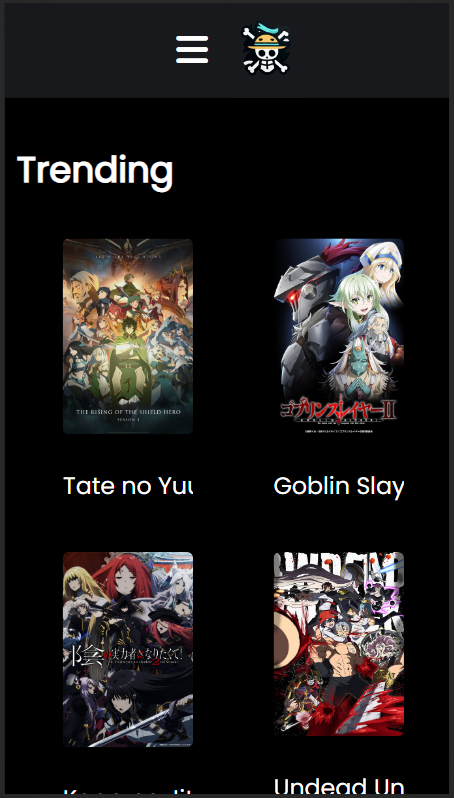 Trending
THE RISING OF THE SHIELD HERO
SEASON 3
ゴブリンスレイヤーII
Tate no Yuu
Goblin Slay
陰の実力者になりたくて!
UNDEAD
Undead Un